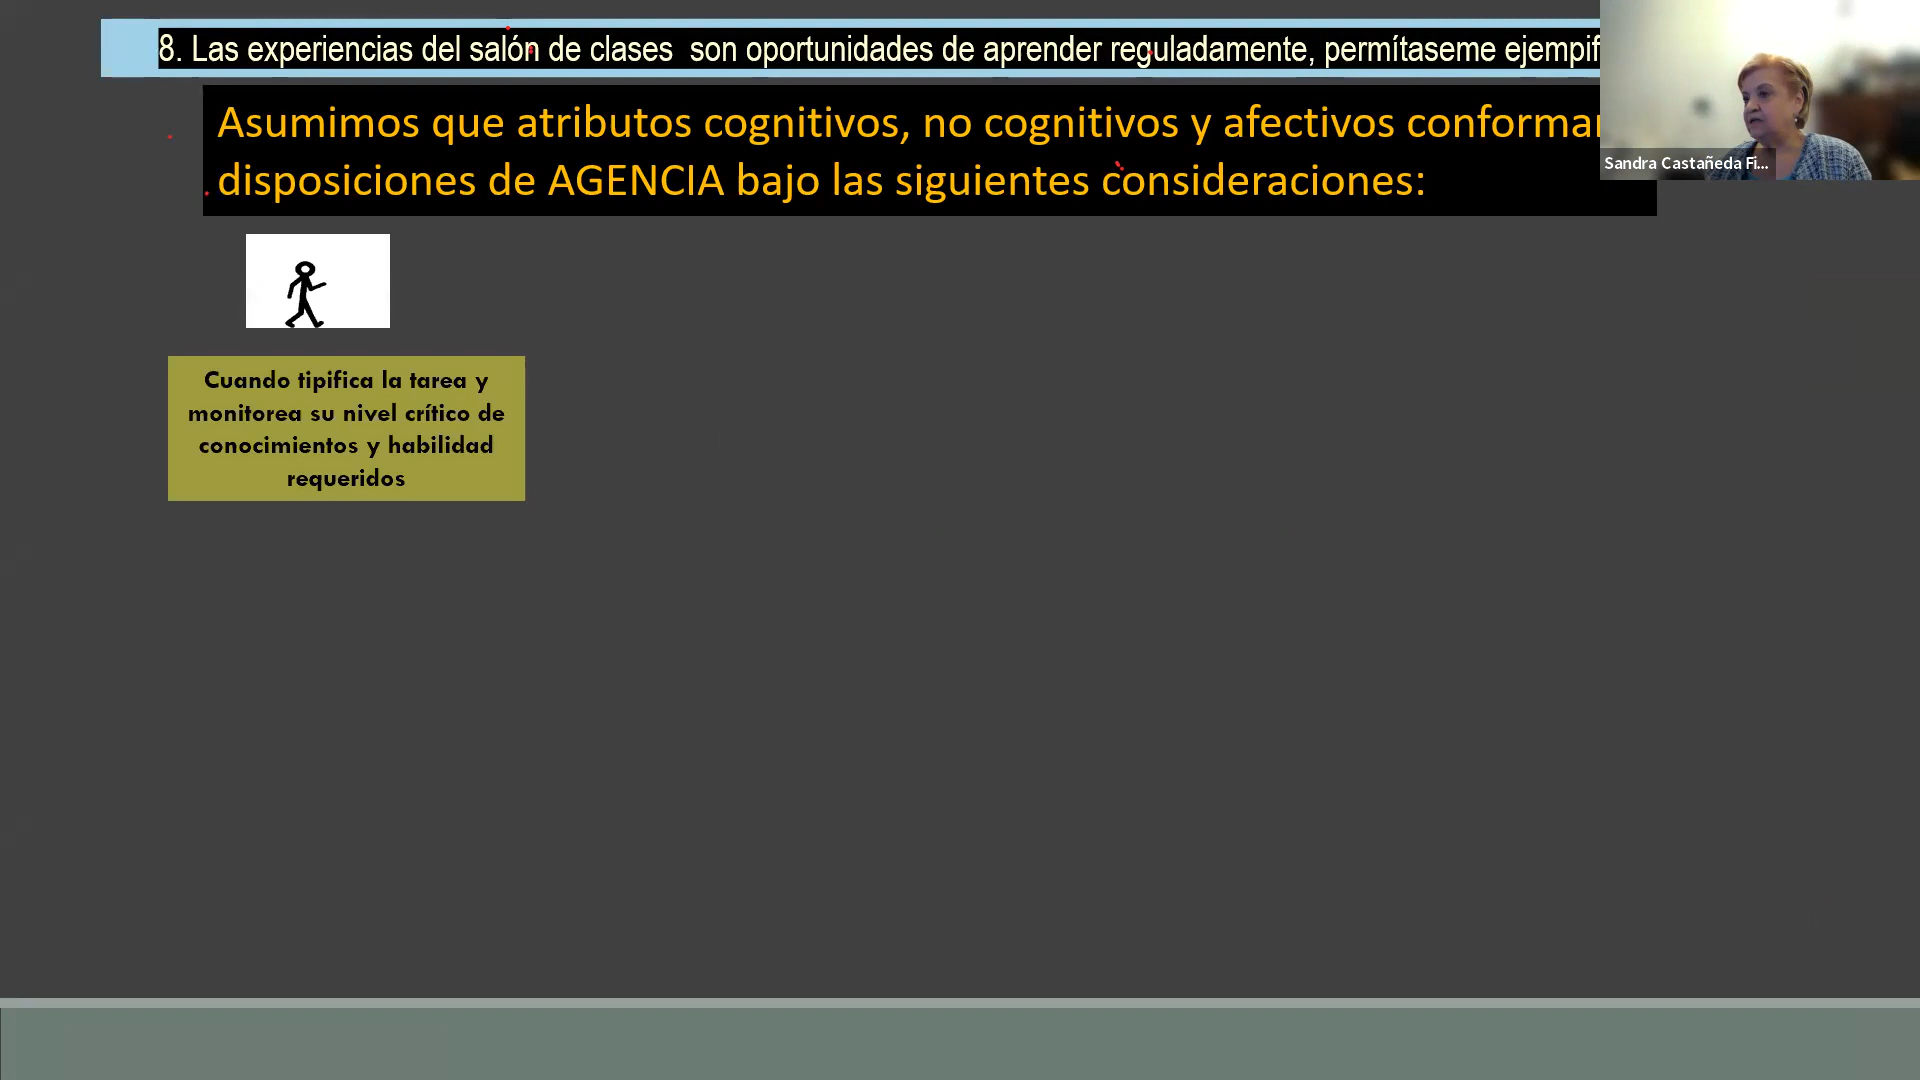 8. Las experiencias del salón de clases son oportunidades de aprender reguladamente, permítaseme ejempif
Asumimos que atributos cognitivos, no cognitivos y afectivos conforma
disposiciones de AGENCIA bajo las siguientes consideraciones:
Sandra Castañeda Fi...
Cuando tipifica la tarea y
monitorea su nivel crítico de
conocimientos y habilidad
requeridos